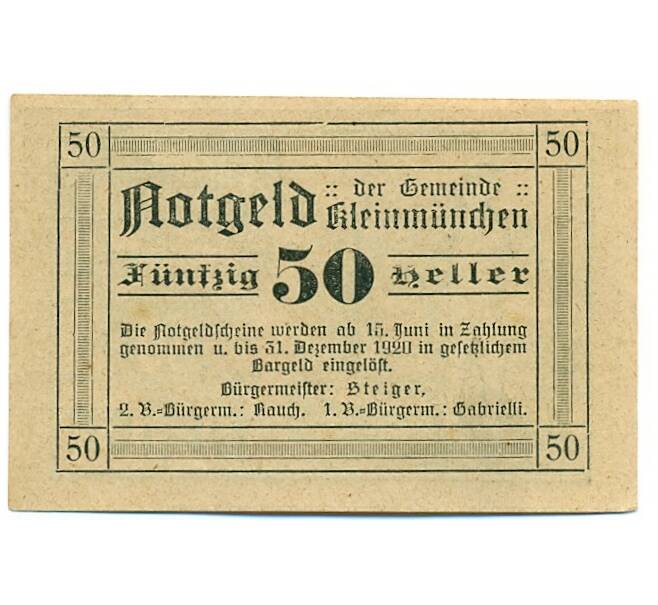 50 50
Notgeld :: der Gemeinde ::
Kleinmünchen
Fünfzig 50 Heller
Die Notgeldscheine werden ab 15. Juni in Zahlung
genommen u. bis 31. Dezember 1920 in gesetzlichem
Bargeld eingelöst.
Bürgermeister: Steiger,
2. V.=Bürgerm.: Rauch. 1. V.=Bürgerm.: Gabrielli.
50 50